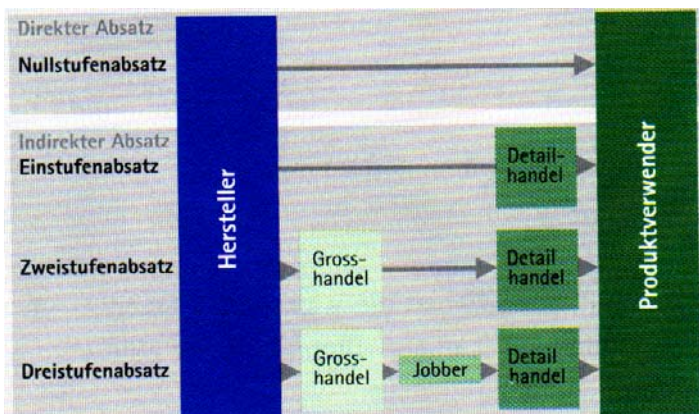 Direkter Absatz
Nullstufenabsatz
Indirekter Absatz
Einstufenabsatz
Detail-
handel
Zweistufenabsatz
Gross-
handel
Detail
handel
Dreistufenabsatz
Gross-
handel
Jobber
Detail
handel
Hersteller
Produktverwender